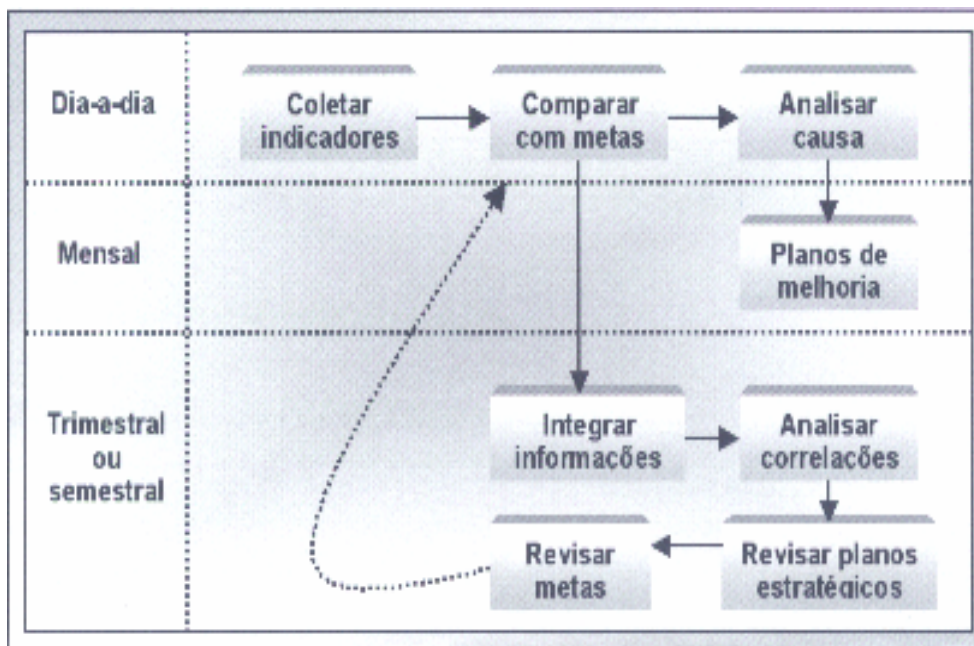 Dia-a-dia
Coletar
indicadores
Comparar
com metas
Analisar
causa
Mensal
Planos de
melhoria
Trimestral
ou
semestral
Integrar
informações
Analisar
correlações
Revisar
metas
Revisar planos
estratégicos